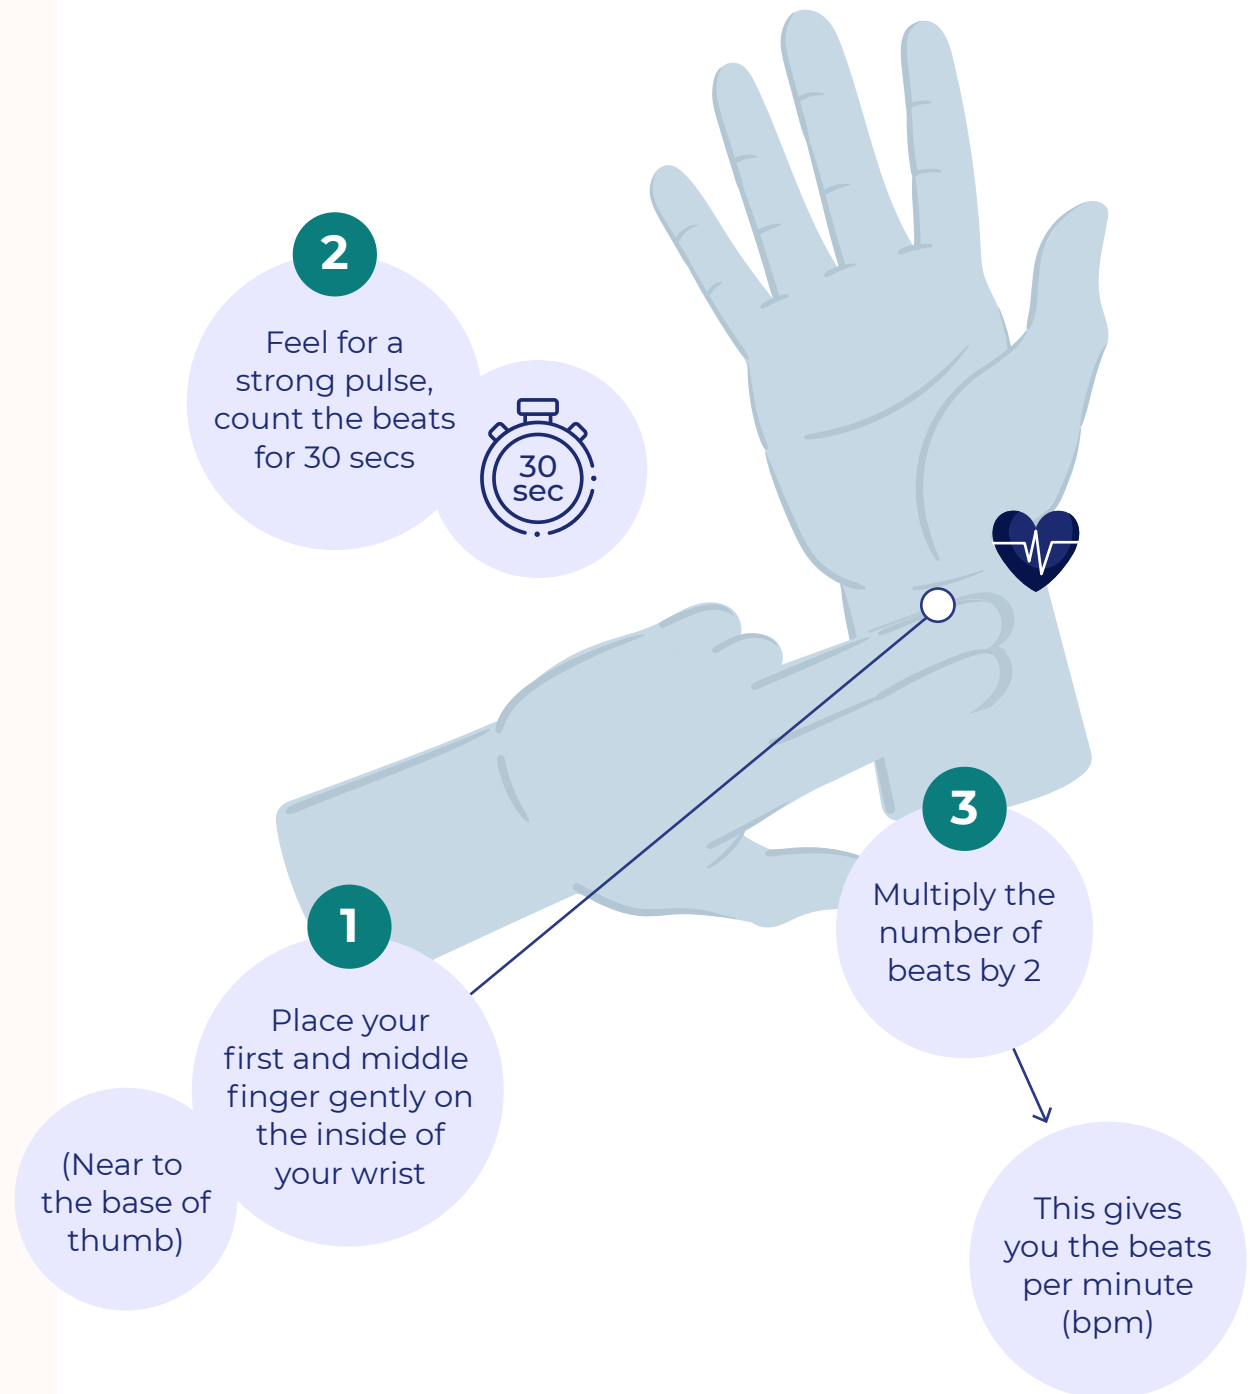 1
Place your
first and middle
finger gently on
the inside of
your wrist
(Near to
the base of
thumb)
2
Feel for a
strong pulse,
count the beats
for 30 secs
30
sec
3
Multiply the
number of
beats by 2
This gives
you the beats
per minute
(bpm)